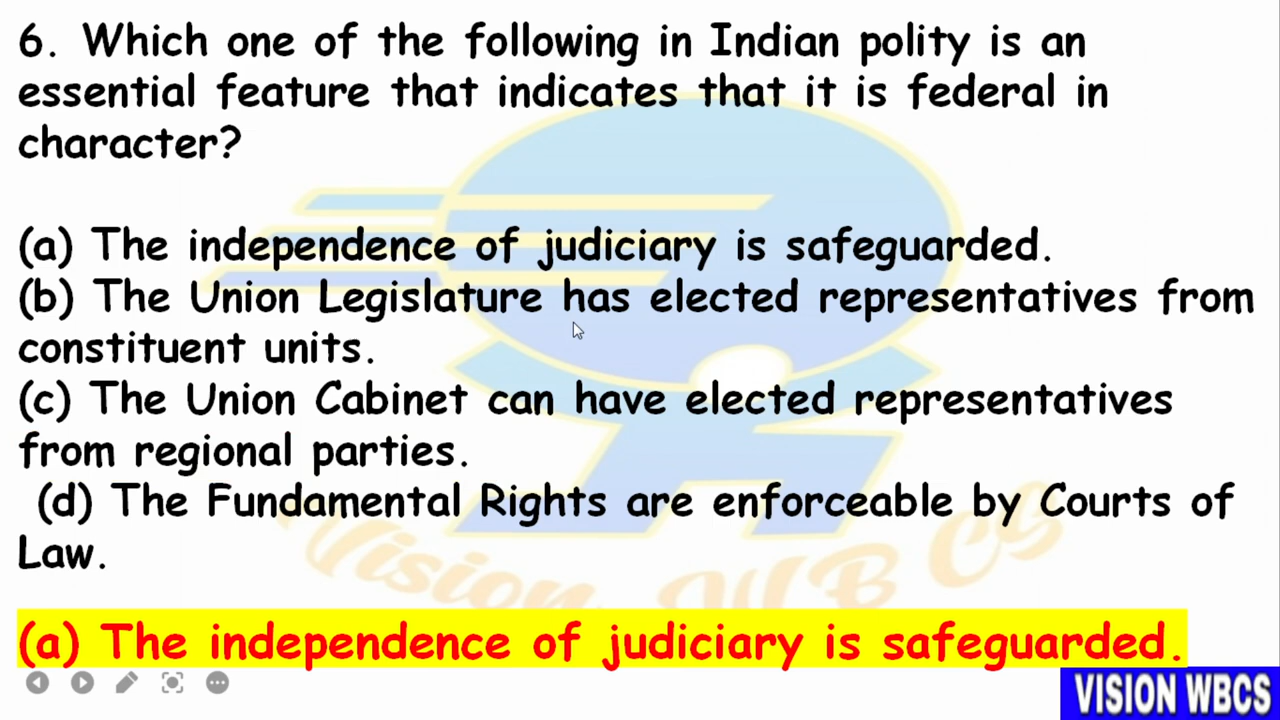 6. Which one of the following in Indian polity is an
essential feature that indicates that it is federal in
character?
(a) The independence of judiciary is safeguarded.
(b) The Union Legislature has elected representatives from
constituent units.
(c) The Union Cabinet can have elected representatives
from regional parties.
(d) The Fundamental Rights are enforceable by Courts of
Law.
Vision WBCS
(a) The independence of judiciary is safeguarded.
VISION WBCS